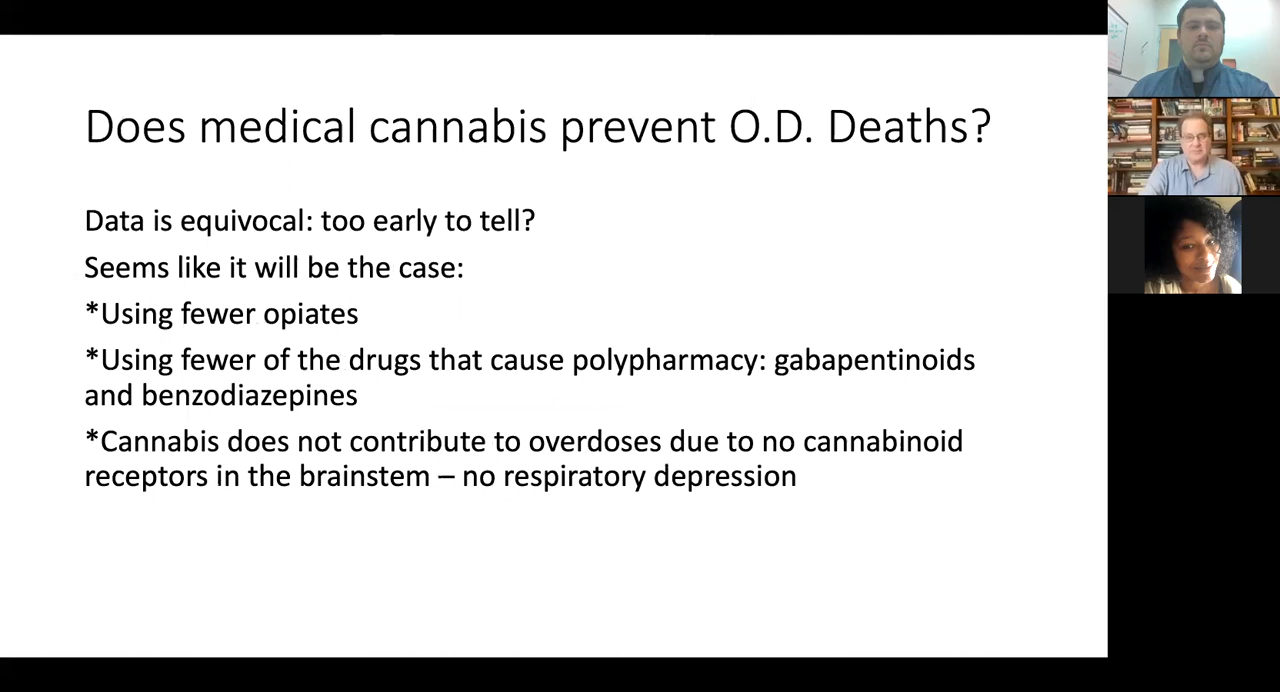 Does medical cannabis prevent O.D. Deaths?
Data is equivocal: too early to tell?
Seems like it will be the case:
*Using fewer opiates
*Using fewer of the drugs that cause polypharmacy: gabapentinoids
and benzodiazepines
*Cannabis does not contribute to overdoses due to no cannabinoid
receptors in the brainstem – no respiratory depression